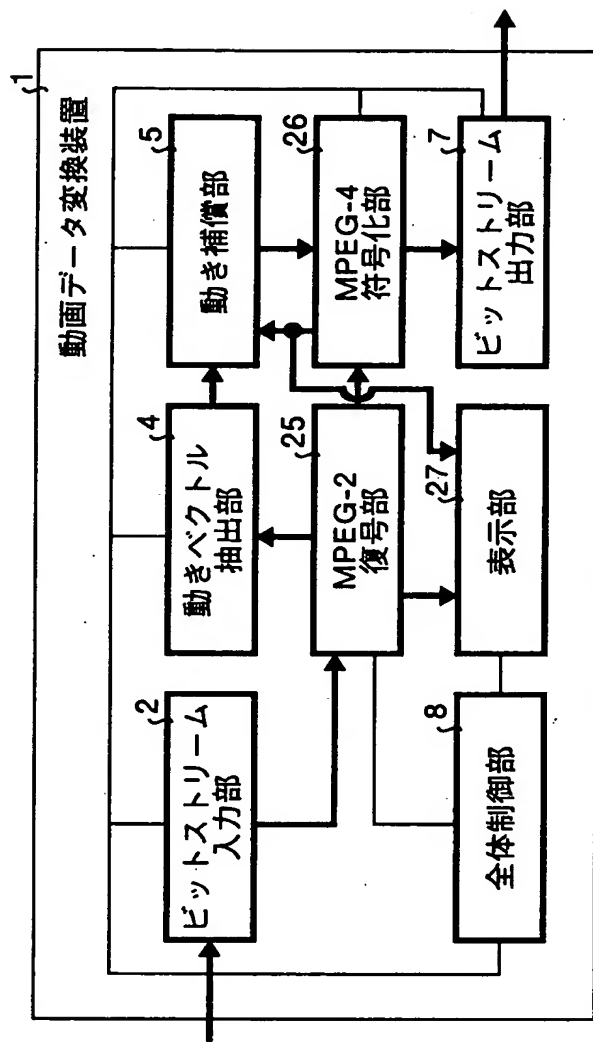 1
動画データ変換装置
2
ビットストリーム
入力部
4
動きベクトル
抽出部
5
動き補償部
25
MPEG-2
復号部
26
MPEG-4
符号化部
8
全体制御部
27
表示部
7
ビットストリーム
出力部